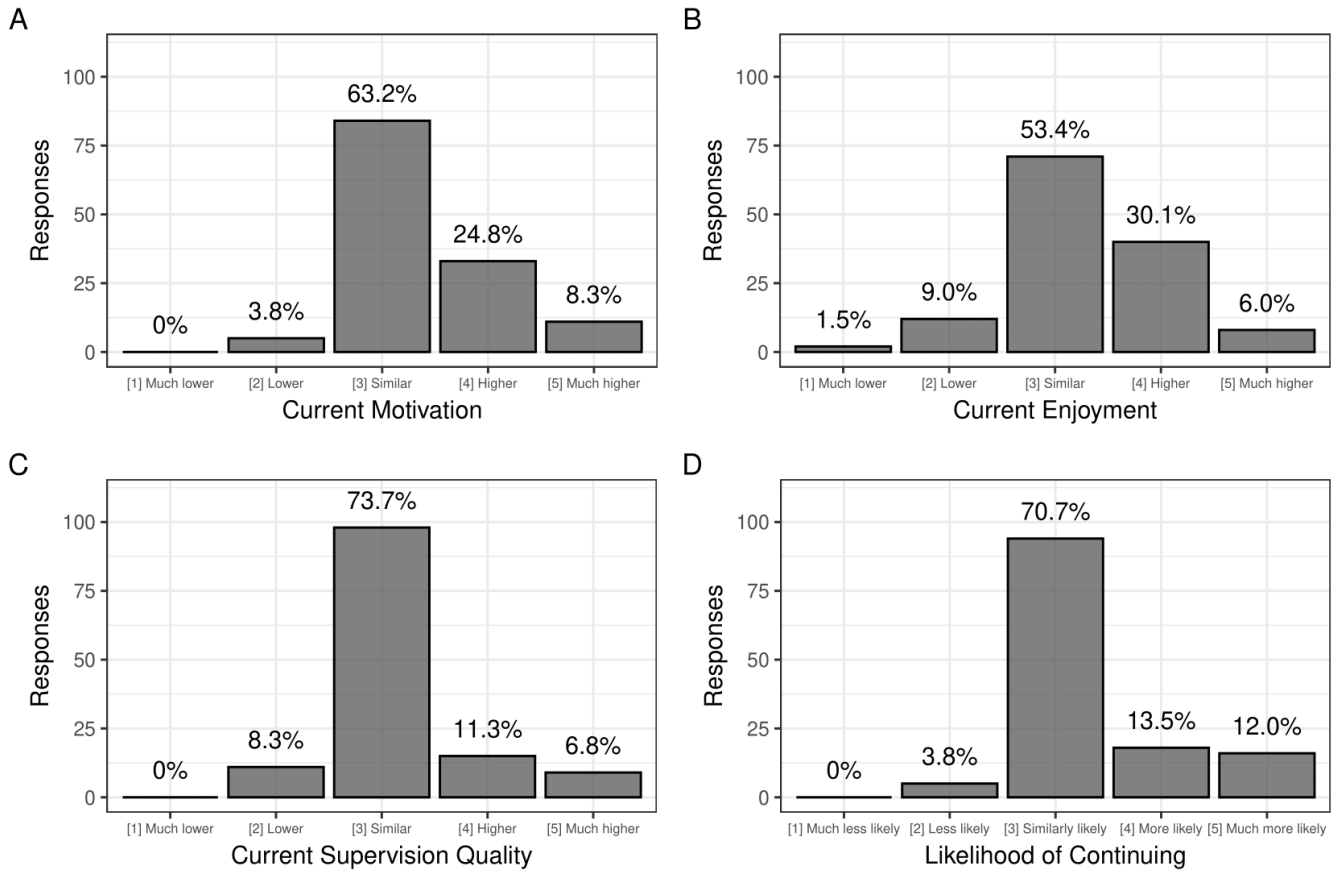 A
100
75
50
25
0
Responses
0%
3.8%
63.2%
24.8%
8.3%
[1] Much lower
[2] Lower
[3] Similar
[4] Higher
[5] Much higher
Current Motivation
B
100
75
50
25
0
Responses
1.5%
9.0%
53.4%
30.1%
6.0%
[1] Much lower
[2] Lower
[3] Similar
[4] Higher
[5] Much higher
Current Enjoyment
C
100
75
50
25
0
Responses
0%
8.3%
73.7%
11.3%
6.8%
[1] Much lower
[2] Lower
[3] Similar
[4] Higher
[5] Much higher
Current Supervision Quality
D
100
75
50
25
0
Responses
0%
3.8%
70.7%
13.5%
12.0%
[1] Much less likely
[2] Less likely
[3] Similarly likely
[4] More likely
[5] Much more likely
Likelihood of Continuing